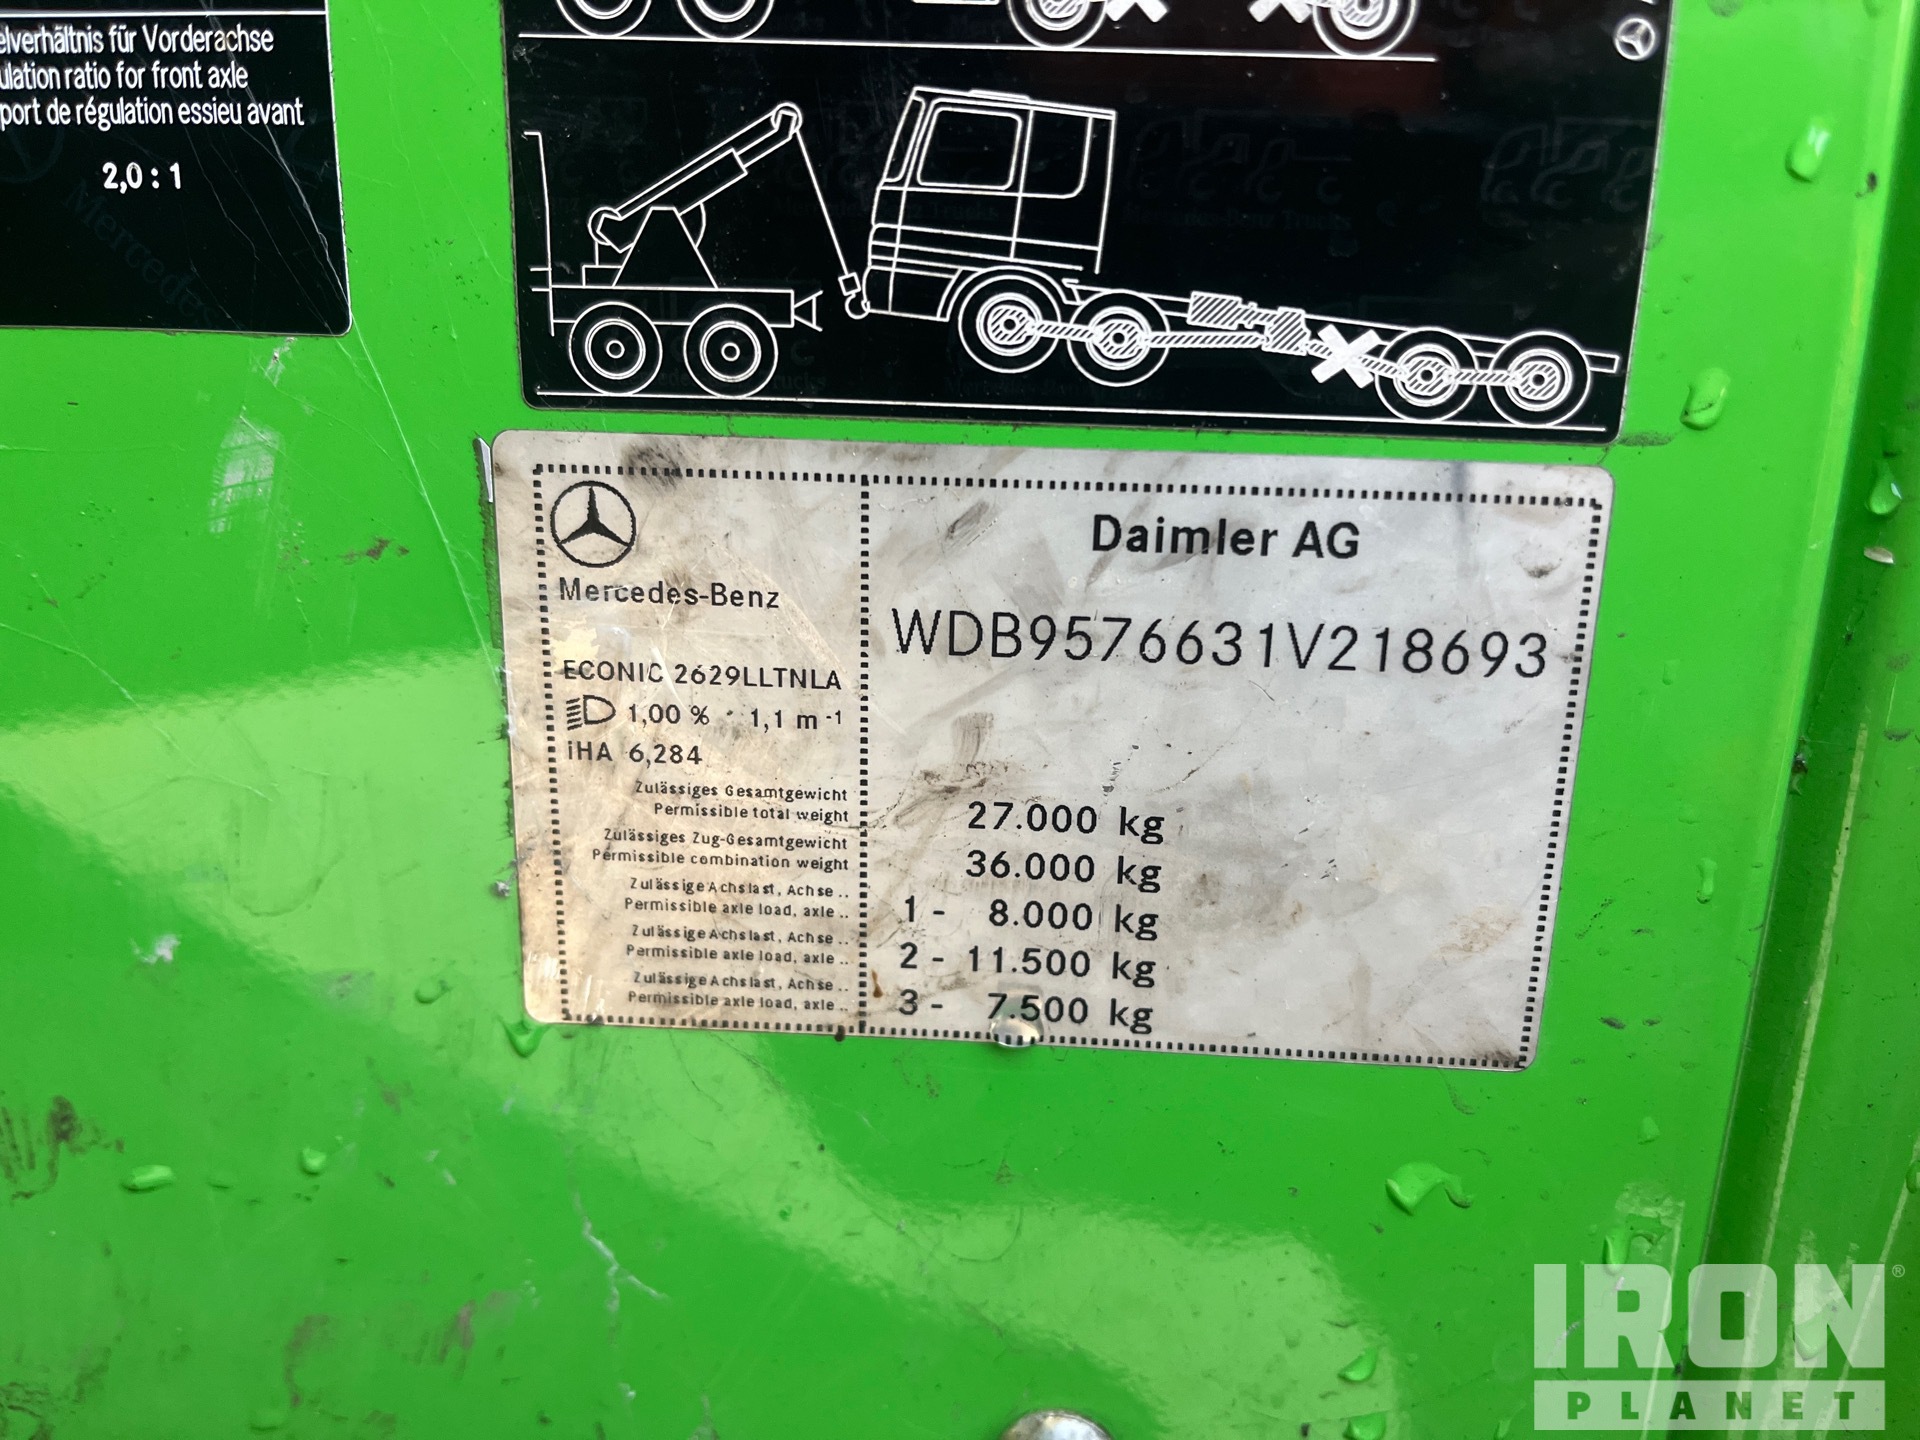 für Vorderachse
ratio for front axle
de régulation essieu avant
2,0 : 1
Mercedes
Mercedes-Benz
Daimler AG
WDB9576631V218693
ECONIC 2629LLTNLA
1,00 % · 1,1 m -1
iHA 6,284
Zulässiges Gesamtgewicht
Permissible total weight
27.000 kg
Zulässiges Zug-Gesamtgewicht
Permissible combination weight
36.000 kg
Zulässige Achslast, Achse ..
Permissible axle load, axle ..
1 - 8.000 kg
Zulässige Achslast, Achse ..
Permissible axle load, axle ..
2 - 11.500 kg
Zulässige Achslast, Achse ..
Permissible axle load, axle ..
3 - 7.500 kg
IRON ®
PLANET